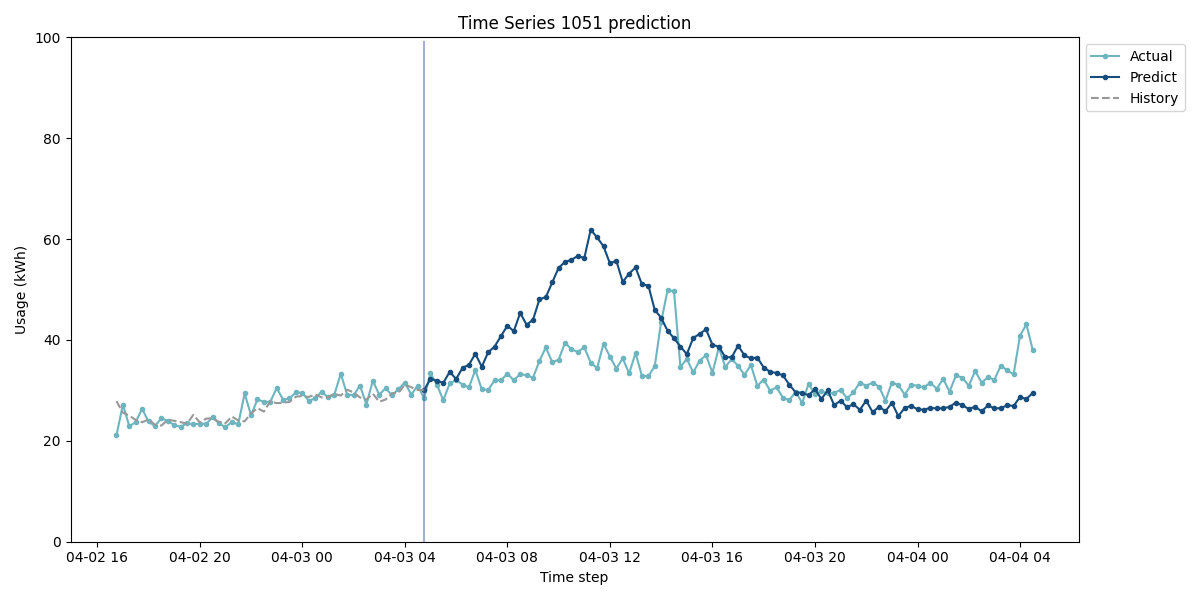 Time Series 1051 prediction
Actual
Predict
History
Usage (kWh)
100
80
60
40
20
0
04-02 16
04-02 20
04-03 00
04-03 04
04-03 08
04-03 12
04-03 16
04-03 20
04-04 00
04-04 04
Time step